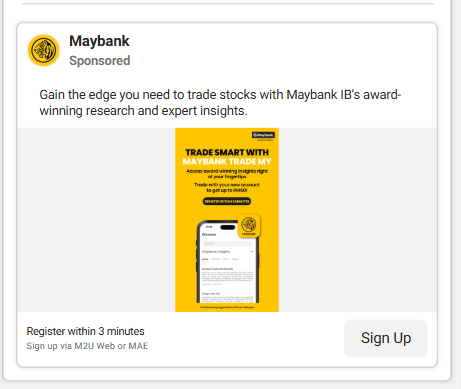 Maybank
Sponsored
Gain the edge you need to trade stocks with Maybank IB's award-
winning research and expert insights.
Maybank
TRADE SMART WITH
MAYBANK TRADE MY
Access award winning insights right
at your fingertips
Trade with your new account
to get up to RM60!
REGISTER WITHIN 3 MINUTES
Discover
Maybank Insights
Register within 3 minutes
Sign up via M2U Web or MAE
Sign Up